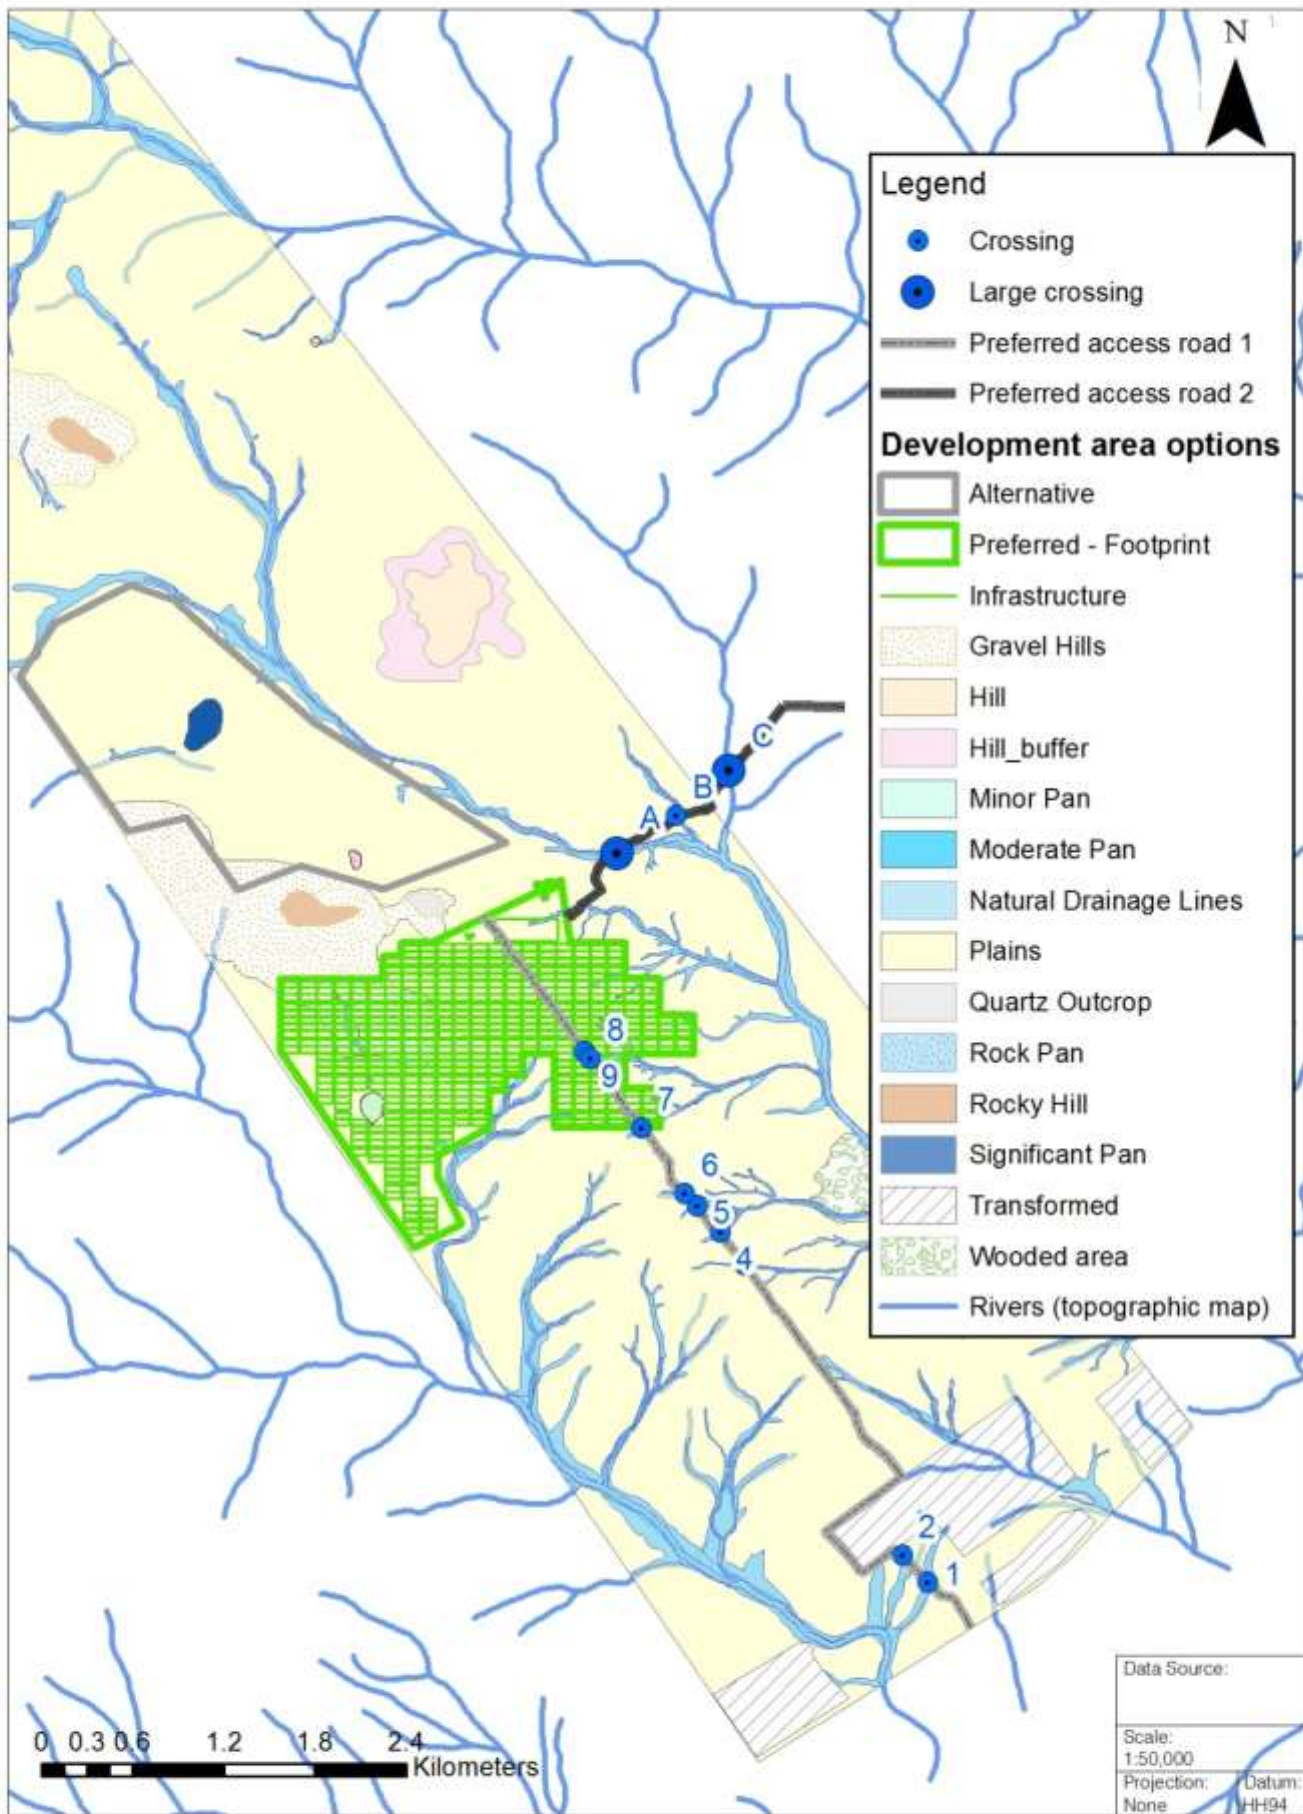 N
1
Legend
Crossing
Large crossing
Preferred access road 1
Preferred access road 2
Development area options
Alternative
Preferred - Footprint
Infrastructure
Gravel Hills
Hill
Hill_buffer
Minor Pan
Moderate Pan
Natural Drainage Lines
Plains
Quartz Outcrop
Rock Pan
Rocky Hill
Significant Pan
Transformed
Wooded area
Rivers (topographic map)
C
B
A
8
9
7
6
5
4
2
1
0 0.3 0.6 1.2 1.8 2.4
Kilometers
Data Source:
Scale:
1:50,000
Projection: Datum:
None HH94